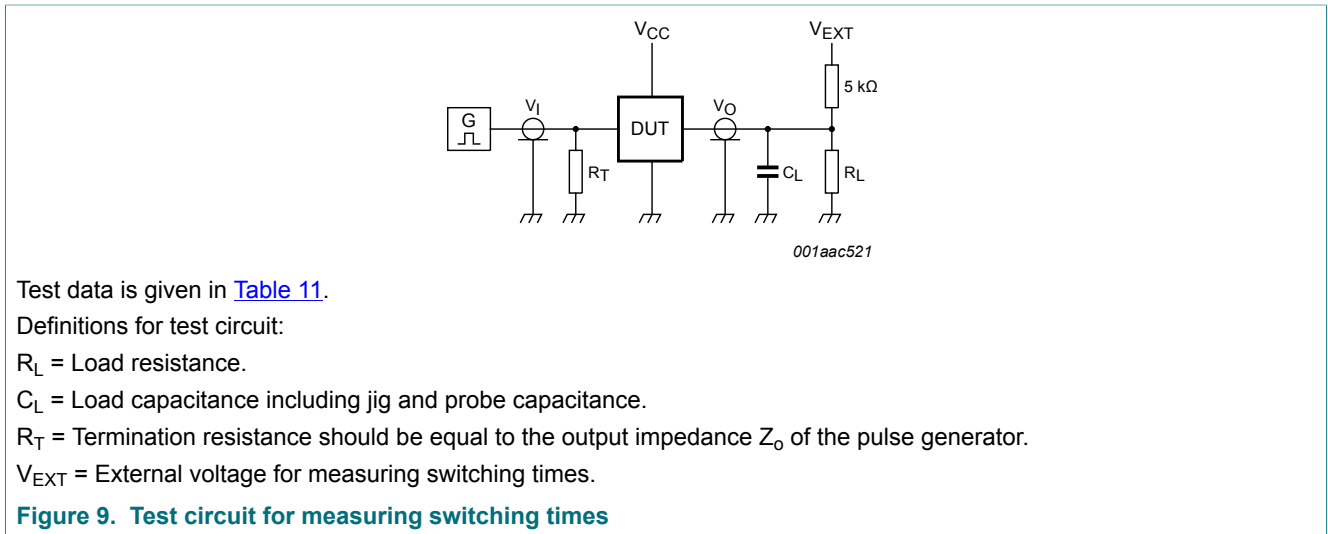 VCC
VEXT
5 kΩ
G
VI
DUT
VO
RT
CL
RL
001aac521
Test data is given in Table 11.
Definitions for test circuit:
RL = Load resistance.
CL = Load capacitance including jig and probe capacitance.
RT = Termination resistance should be equal to the output impedance Zo of the pulse generator.
VEXT = External voltage for measuring switching times.
Figure 9. Test circuit for measuring switching times